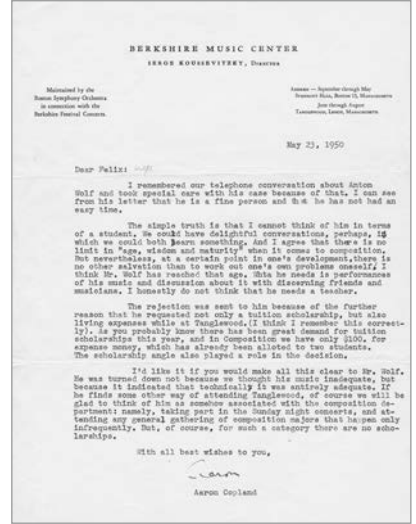 BERKSHIRE MUSIC CENTER
SERGE KOUSSEVITZKY, DIRECTOR
Maintained by the
Boston Symphony Orchestra
in connection with the
Berkshire Festival Concerts
Address — September through May
Symphony Hall, Boston 15, Massachusetts
June through August
Tanglewood, Lenox, Massachusetts
May 23, 1950
Dear Felix:
I remembered our telephone conversation about Anton
Wolf and took special care with his case because of that. I can see
from his letter that he is a fine person and that he has not had an
easy time.
The simple truth is that I cannot think of him in terms
of a student. We could have delightful conversations, perhaps, in
which we could both learn something. And I agree that there is no
limit in "age, wisdom and maturity" when it comes to composition.
But nevertheless, at a certain point in one's development, there is
no other salvation than to work out one's own problems oneself. I
think Mr. Wolf has reached that age. Whta he needs is performances
of his music and discussion about it with discerning friends and
musicians. I honestly do not think that he needs a teacher.
The rejection was sent to him because of the further
reason that he requested not only a tuition scholarship, but also
living expenses while at Tanglewood. (I think I remember this correct-
ly). As you probably know there has been great demand for tuition
scholarships this year, and in Composition we have only $100. for
expense money, which has already been alloted to two students.
The scholarship angle also played a role in the decision.
I'd like it if you would make all this clear to Mr. Wolf.
He was turned down not because we thought his music inadequate, but
because it indicated that technically it was entirely adequate. If
he finds some other way of attending Tanglewood, of course we will be
glad to think of him as somehow associated with the composition de-
partment: namely, taking part in the Sunday night concerts, and at-
tending any general gathering of composition majors that happen only
infrequently. But, of course, for such a category there are no scho-
larships.
With all best wishes to you,
Aaron
Aaron Copland